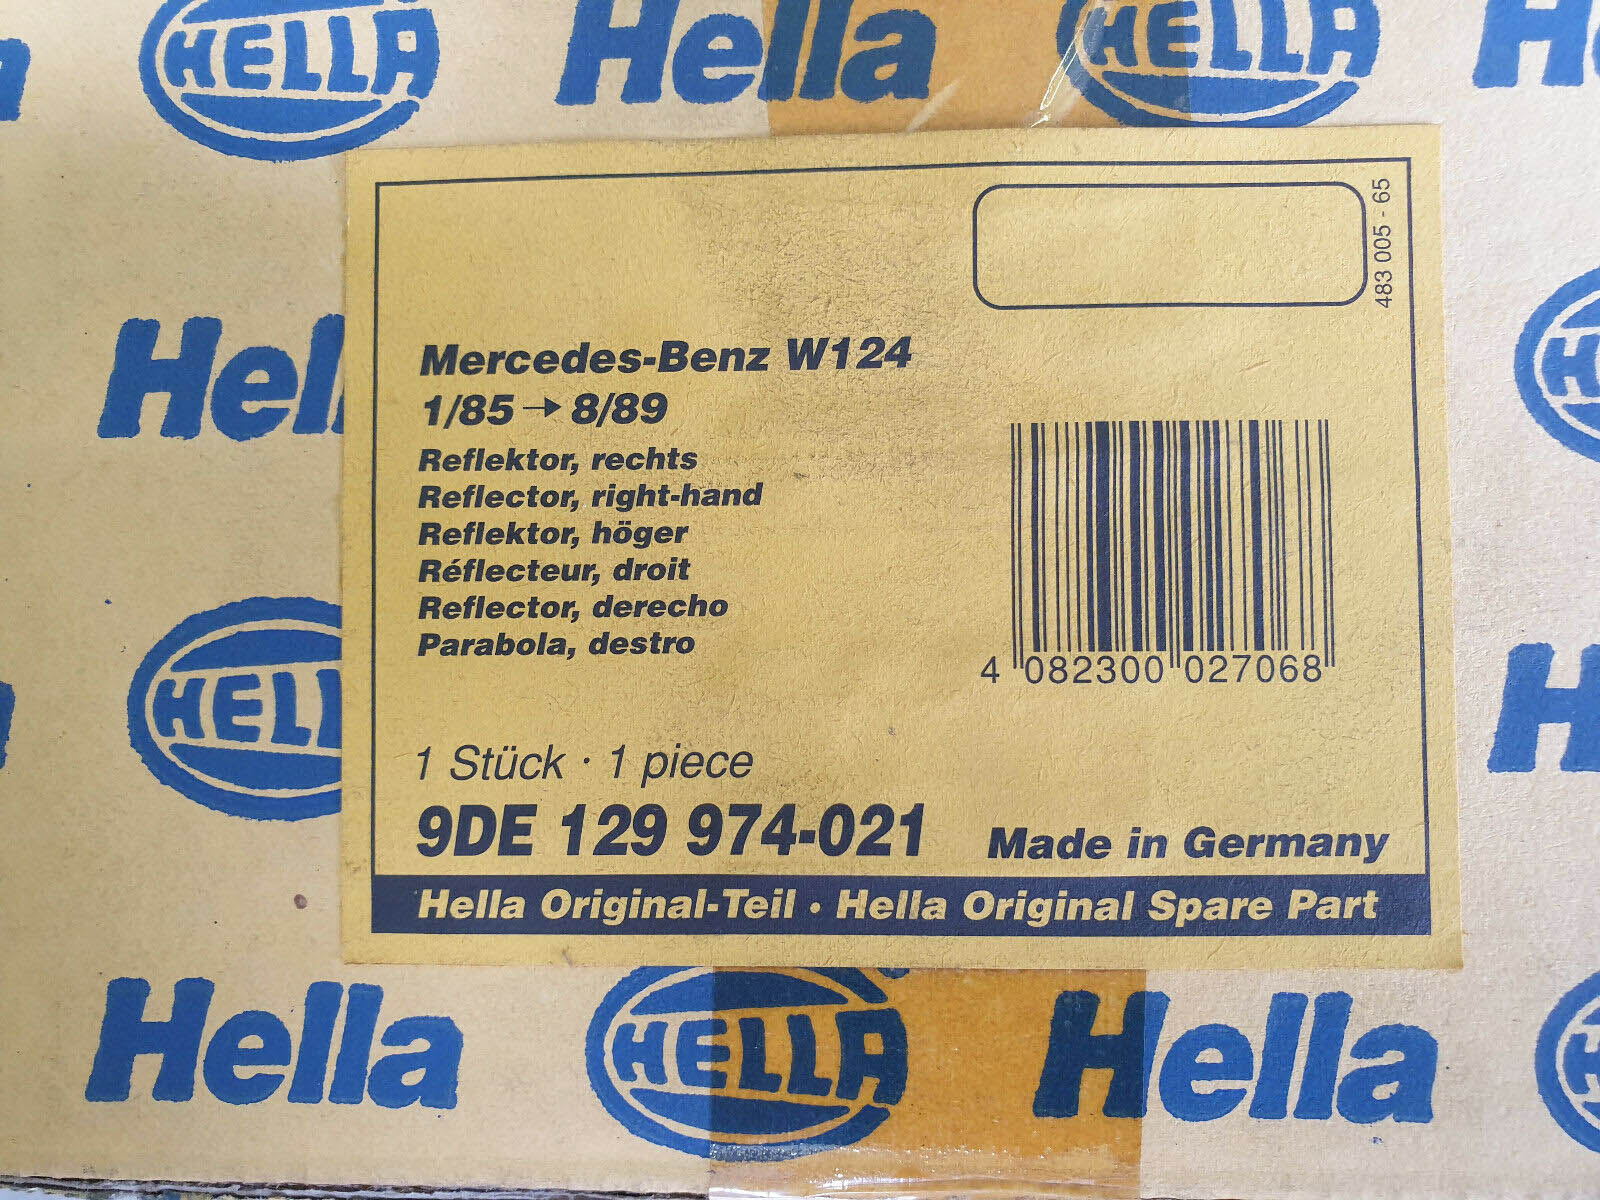 HELLA Hella HELLA
483 005 - 65
Hel
Mercedes-Benz W124
1/85 → 8/89
Reflektor, rechts
Reflector, right-hand
Reflektor, höger
Réflecteur, droit
Reflector, derecho
Parabola, destro
4 082300 027068
HELL
1 Stück · 1 piece
9DE 129 974-021 Made in Germany
Hella Original-Teil · Hella Original Spare Part
Hella HELLA Hella